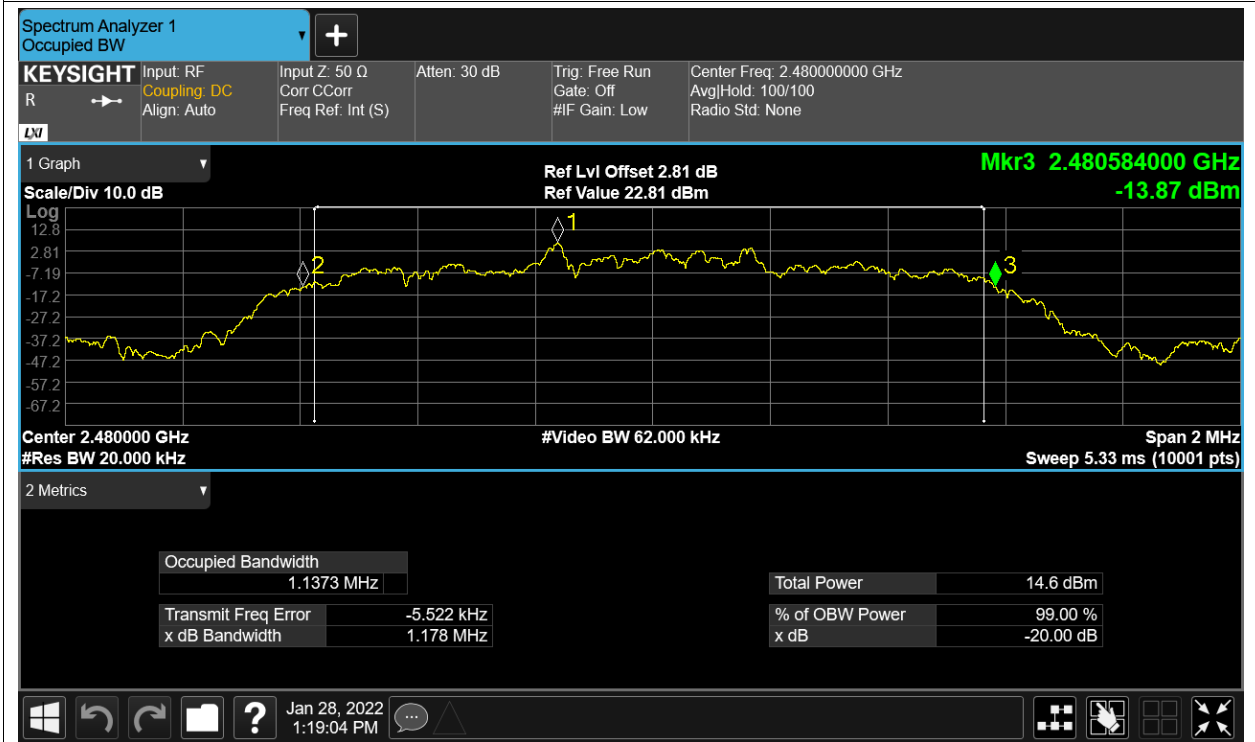 Spectrum Analyzer 1
Occupied BW
KEYSIGHT
R
LXI
Input: RF
Coupling: DC
Align: Auto
Input Z: 50 Ω
Corr CCorr
Freq Ref: Int (S)
Atten: 30 dB
Trig: Free Run
Gate: Off
#IF Gain: Low
Center Freq: 2.480000000 GHz
Avg|Hold: 100/100
Radio Std: None
1 Graph
Scale/Div 10.0 dB
Ref Lvl Offset 2.81 dB
Ref Value 22.81 dBm
Mkr3 2.480584000 GHz
-13.87 dBm
Log
12.8
2.81
-7.19
-17.2
-27.2
-37.2
-47.2
-57.2
-67.2
1
2
3
Center 2.480000 GHz
#Res BW 20.000 kHz
#Video BW 62.000 kHz
Span 2 MHz
Sweep 5.33 ms (10001 pts)
2 Metrics
Occupied Bandwidth
1.1373 MHz
Transmit Freq Error -5.522 kHz
x dB Bandwidth 1.178 MHz
Total Power 14.6 dBm
% of OBW Power 99.00 %
x dB -20.00 dB
?
Jan 28, 2022
1:19:04 PM